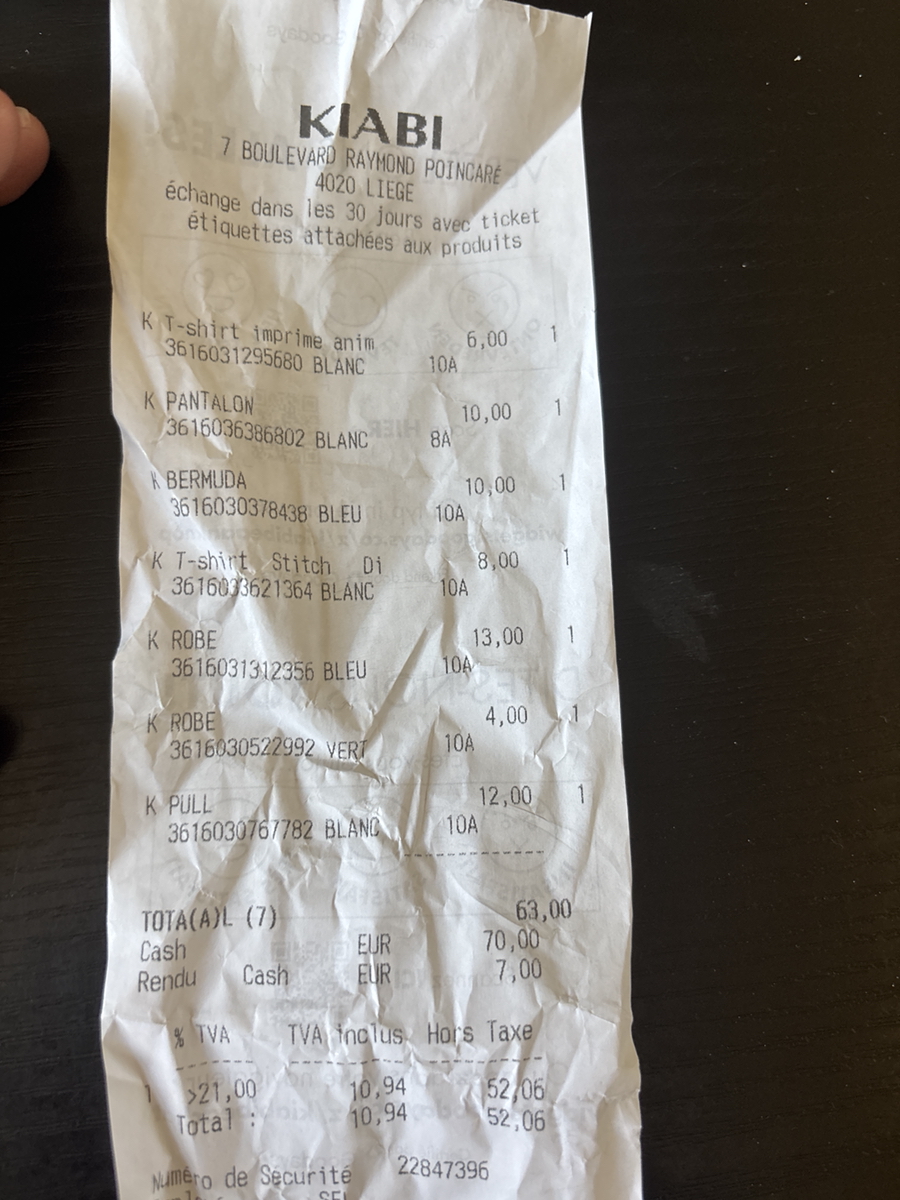 KIABI
7 BOULEVARD RAYMOND POINCARÉ
4020 LIEGE
échange dans les 30 jours avec ticket
étiquettes attachées aux produits
K T-shirt imprime anim 6,00 1
3616031295680 BLANC 10A
K PANTALON 10,00 1
3616036386802 BLANC 8A
K BERMUDA 10,00 1
3616030378438 BLEU 10A
K T-shirt Stitch Di 8,00 1
3616033621364 BLANC 10A
K ROBE 13,00 1
3616031312356 BLEU 10A
K ROBE 4,00 1
3616030522992 VERT 10A
K PULL 12,00 1
3616030767782 BLANC 10A
TOTA(A)L (7) 63,00
Cash EUR 70,00
Rendu Cash EUR 7,00
% TVA TVA inclus Hors Taxe
1 >21,00 10,94 52,06
Total : 10,94 52,06
Numéro de Sécurité 22847396